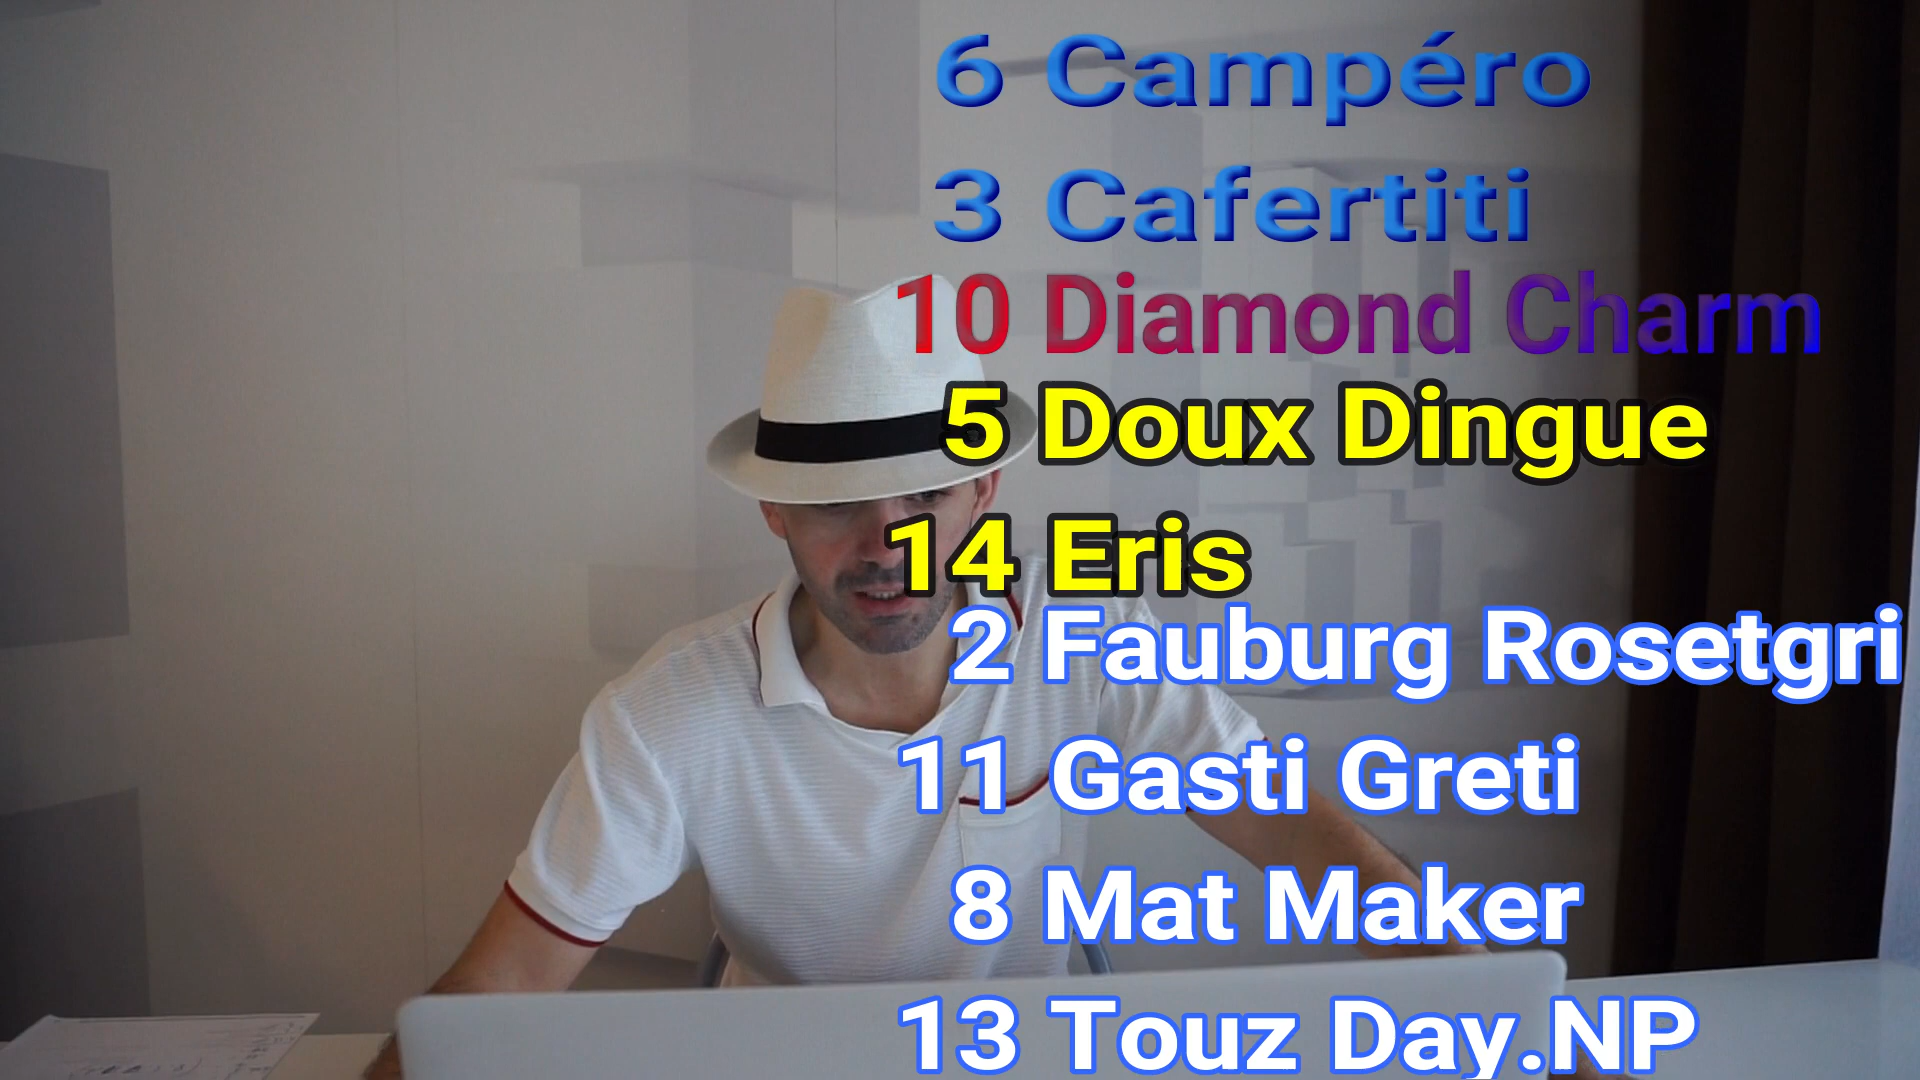 6 Campéro
3 Cafertiti
10 Diamond Charm
5 Doux Dingue
14 Eris
2 Fauburg Rosetgri
11 Gasti Greti
8 Mat Maker
13 Touz Day.NP